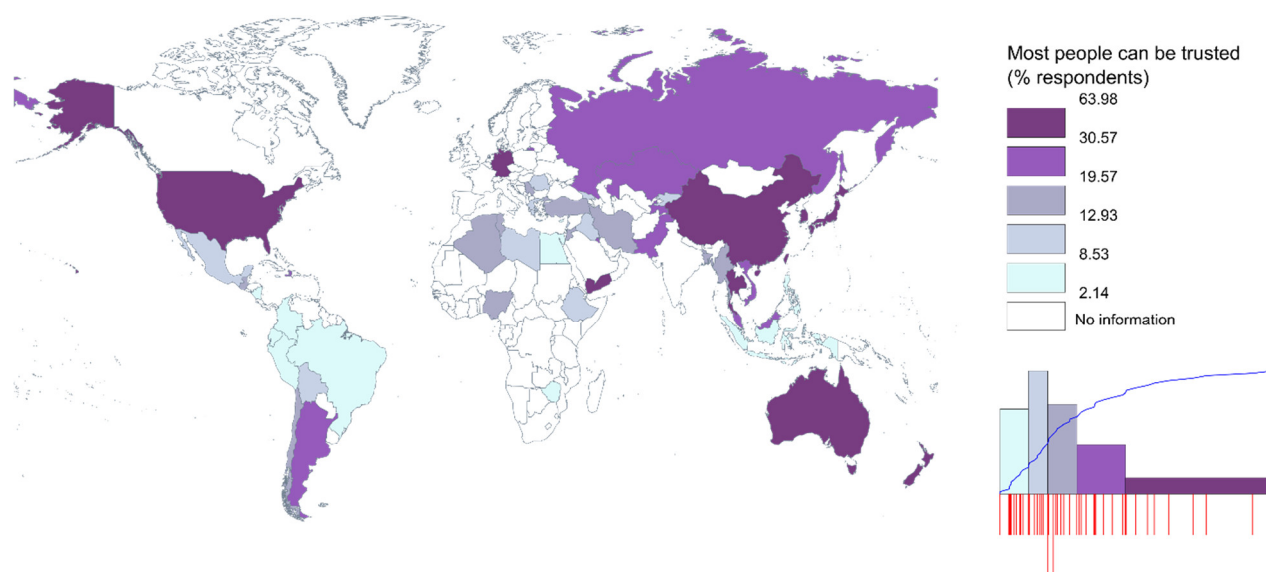 Most people can be trusted
(% respondents)
63.98
30.57
19.57
12.93
8.53
2.14
No information